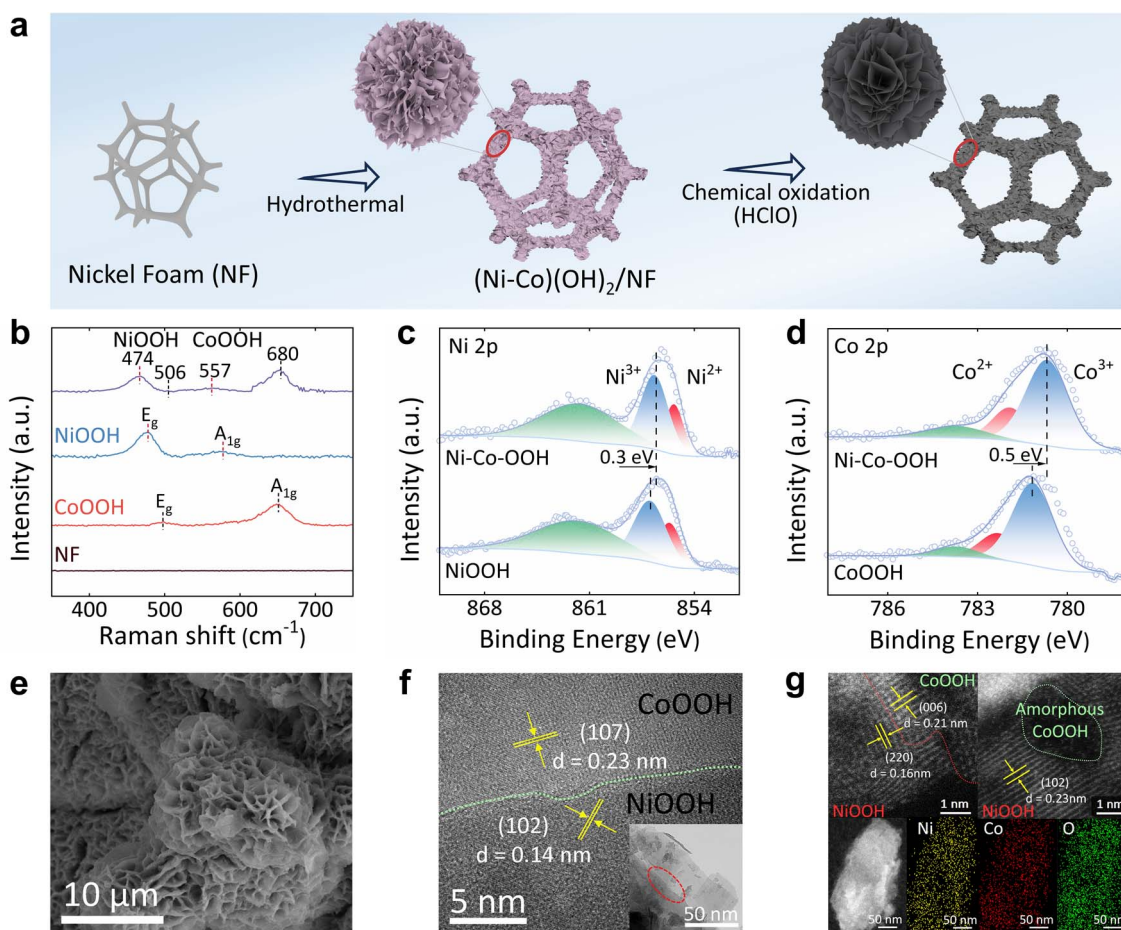 a
Nickel Foam (NF)
Hydrothermal
(Ni-Co)(OH)2/NF
Chemical oxidation
(HClO)
b
NiOOH CoOOH
474 506 557 680
NiOOH
Eg A1g
CoOOH
Eg A1g
NF
400 500 600 700
Raman shift (cm-1)
Intensity (a.u.)
c
Ni 2p
Ni3+ Ni2+
Ni-Co-OOH
0.3 eV
NiOOH
868 861 854
Binding Energy (eV)
Intensity (a.u.)
d
Co 2p
Co2+ Co3+
Ni-Co-OOH
0.5 eV
CoOOH
786 783 780
Binding Energy (eV)
Intensity (a.u.)
e
10 μm
f
CoOOH
(107)
d = 0.23 nm
NiOOH
(102)
d = 0.14 nm
5 nm
50 nm
g
CoOOH
(006)
d = 0.21 nm
(220)
d = 0.16nm
NiOOH
1 nm
Amorphous
CoOOH
(102)
d = 0.23nm
NiOOH
1 nm
50 nm
Ni
50 nm
Co
50 nm
O
50 nm